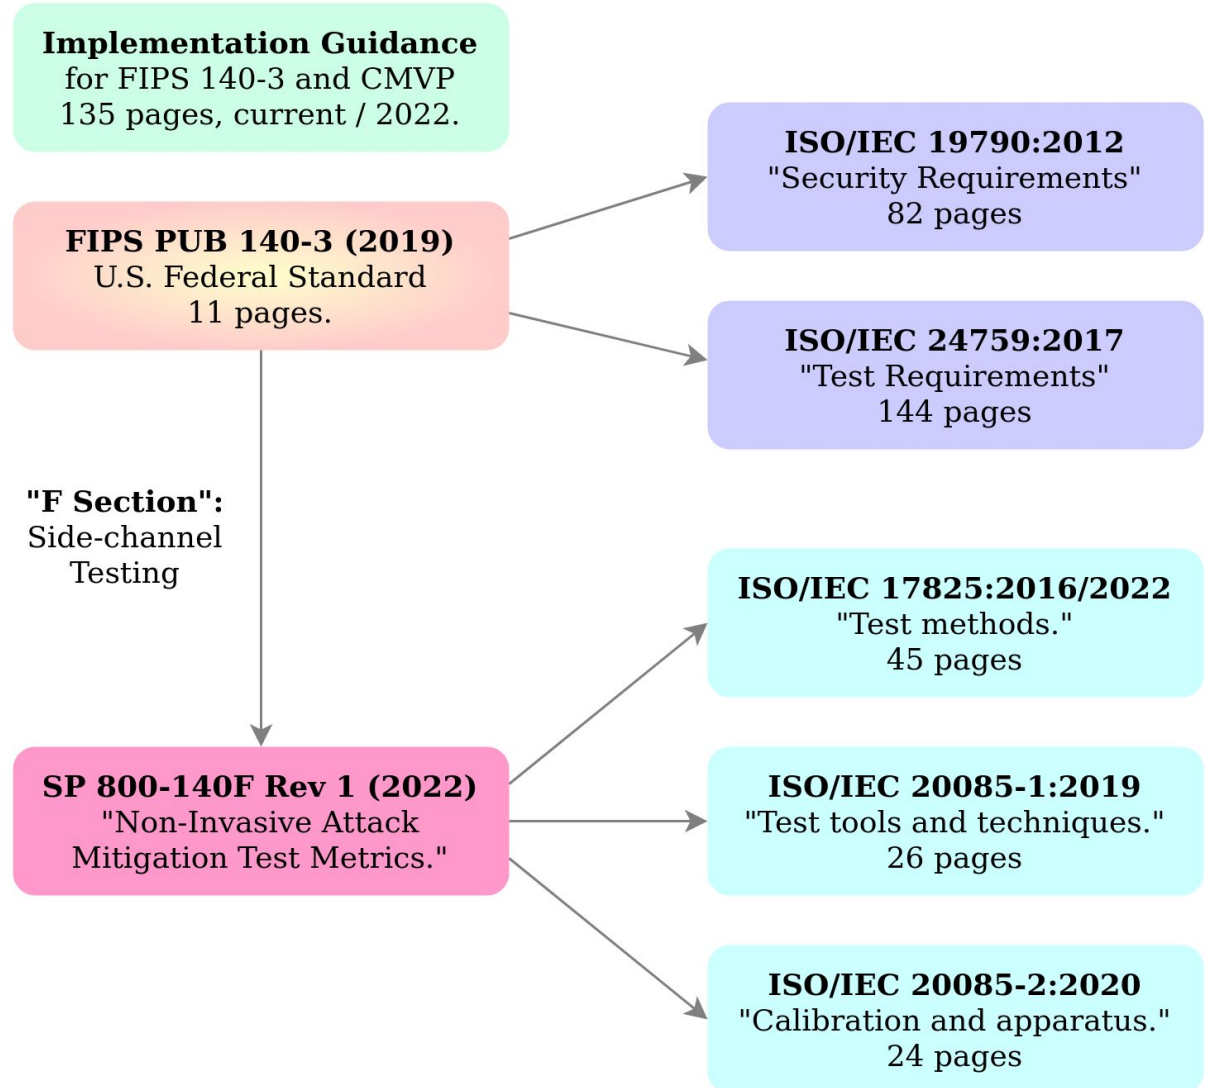 Implementation Guidance
for FIPS 140-3 and CMVP
135 pages, current / 2022.
FIPS PUB 140-3 (2019)
U.S. Federal Standard
11 pages.
ISO/IEC 19790:2012
"Security Requirements"
82 pages
ISO/IEC 24759:2017
"Test Requirements"
144 pages
"F Section":
Side-channel
Testing
SP 800-140F Rev 1 (2022)
"Non-Invasive Attack
Mitigation Test Metrics."
ISO/IEC 17825:2016/2022
"Test methods."
45 pages
ISO/IEC 20085-1:2019
"Test tools and techniques."
26 pages
ISO/IEC 20085-2:2020
"Calibration and apparatus."
24 pages